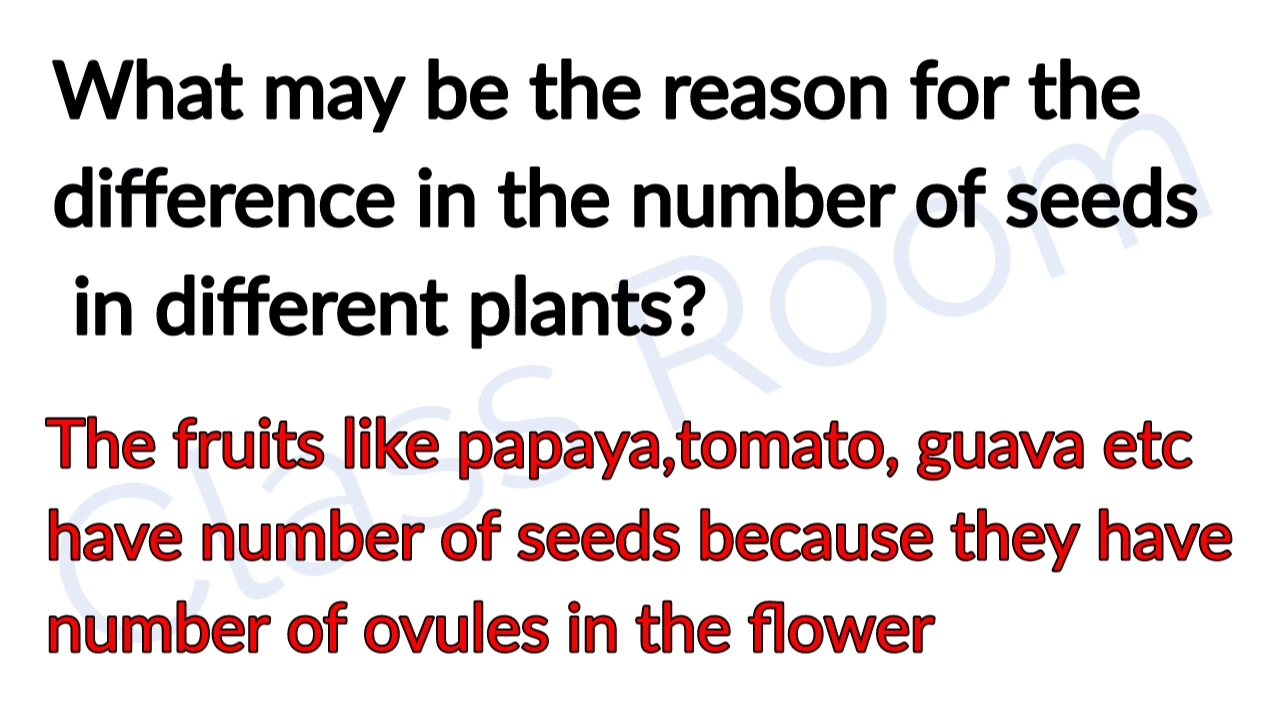 What may be the reason for the
difference in the number of seeds
in different plants?
The fruits like papaya,tomato, guava etc
have number of seeds because they have
number of ovules in the flower
Class Room